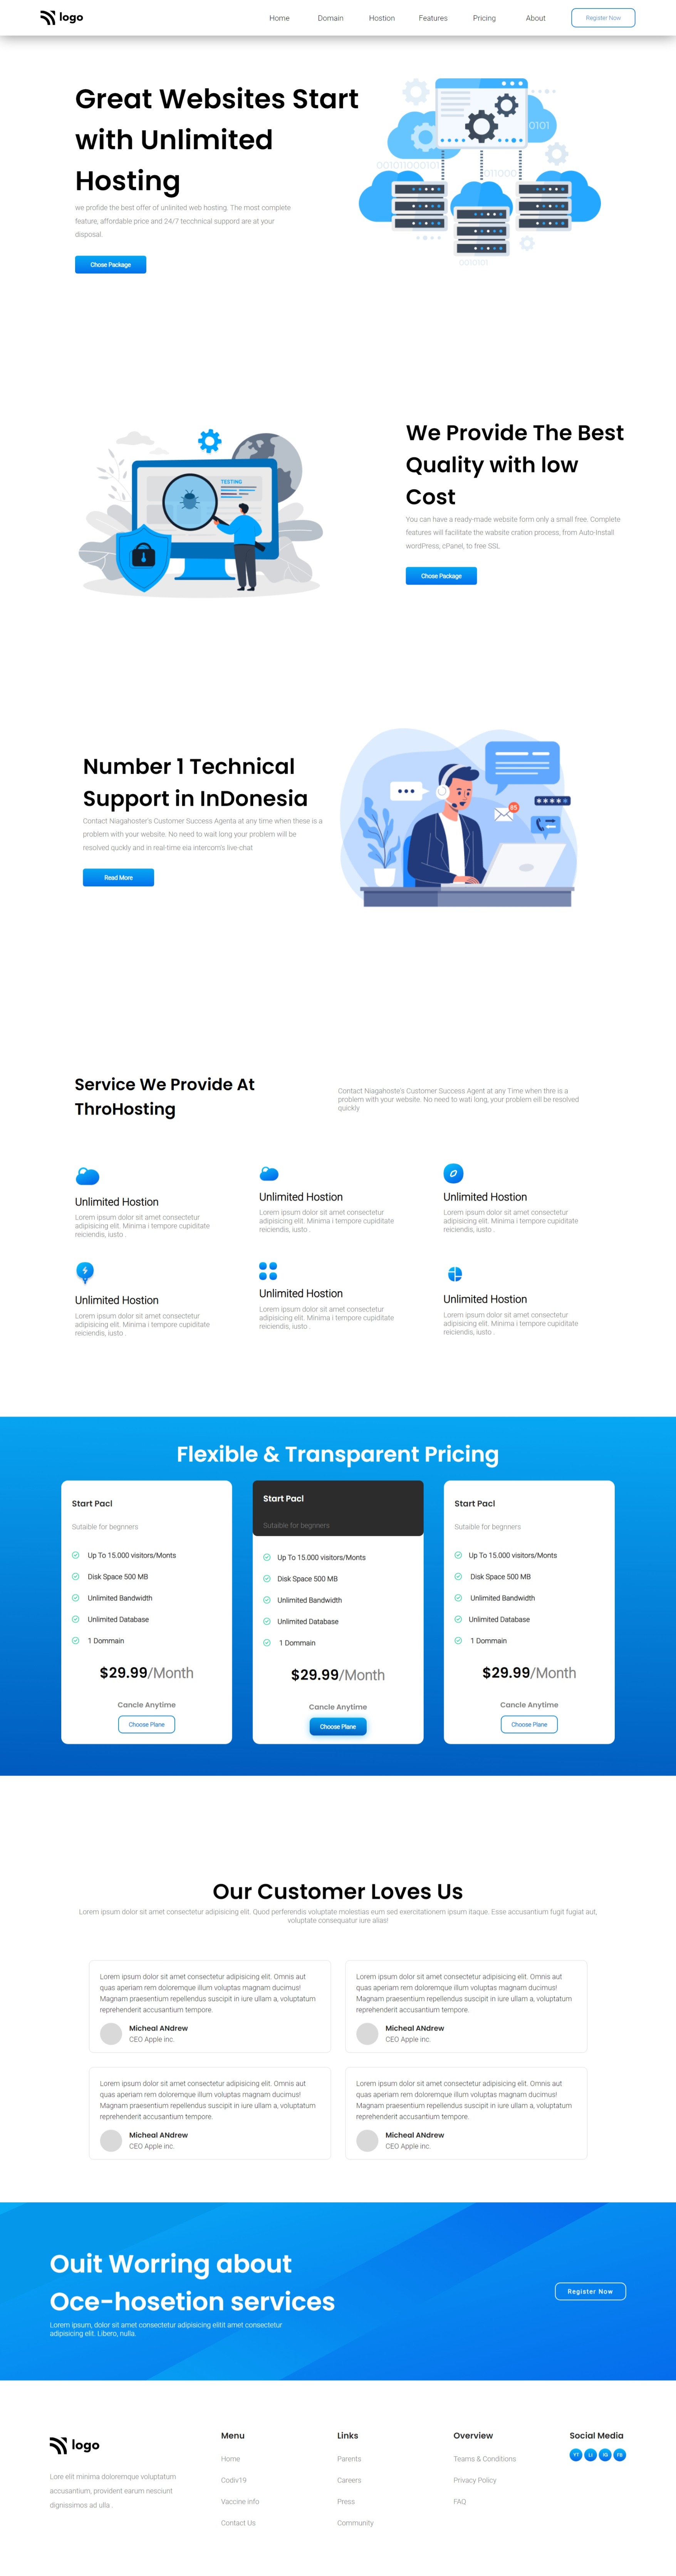 logo
Home Domain Hostion Features Pricing About Register Now
Great Websites Start
with Unlimited
Hosting
we profide the best offer of unlinited web hosting. The most complete
feature, affordable price and 24/7 tecchnical suppord are at your
disposal.
Chose Package
0101
001011000101
011000
0010101
We Provide The Best
Quality with low
Cost
You can have a ready-made website form only a small free. Complete
features will facilitate the wabsite cration process, from Auto-Install
wordPress, cPanel, to free SSL
Chose Package
TESTING
Number 1 Technical
Support in InDonesia
Contact Niagahoster's Customer Success Agenta at any time when these is a
problem with your website. No need to wait long your problem will be
resolved quicly and in real-time eia intercom's live-chat
Read More
85
Service We Provide At
ThroHosting
Contact Niagahoste's Customer Success Agent at any Time when thre is a
problem with your website. No need to wati long, your problem eill be resolved
quickly
Unlimited Hostion
Lorem ipsum dolor sit amet consectetur
adipisicing elit. Minima i tempore cupiditate
reiciendis, iusto .
Unlimited Hostion
Lorem ipsum dolor sit amet consectetur
adipisicing elit. Minima i tempore cupiditate
reiciendis, iusto .
Unlimited Hostion
Lorem ipsum dolor sit amet consectetur
adipisicing elit. Minima i tempore cupiditate
reiciendis, iusto .
Unlimited Hostion
Lorem ipsum dolor sit amet consectetur
adipisicing elit. Minima i tempore cupiditate
reiciendis, iusto .
Unlimited Hostion
Lorem ipsum dolor sit amet consectetur
adipisicing elit. Minima i tempore cupiditate
reiciendis, iusto .
Unlimited Hostion
Lorem ipsum dolor sit amet consectetur
adipisicing elit. Minima i tempore cupiditate
reiciendis, iusto .
Flexible & Transparent Pricing
Start Pacl
Sutaible for begnners
Up To 15.000 visitors/Monts
Disk Space 500 MB
Unlimited Bandwidth
Unlimited Database
1 Dommain
$29.99/Month
Cancle Anytime
Choose Plane
Start Pacl
Sutaible for begnners
Up To 15.000 visitors/Monts
Disk Space 500 MB
Unlimited Bandwidth
Unlimited Database
1 Dommain
$29.99/Month
Cancle Anytime
Choose Plane
Start Pacl
Sutaible for begnners
Up To 15.000 visitors/Monts
Disk Space 500 MB
Unlimited Bandwidth
Unlimited Database
1 Dommain
$29.99/Month
Cancle Anytime
Choose Plane
Our Customer Loves Us
Lorem ipsum dolor sit amet consectetur adipisicing elit. Quod perferendis voluptate molestias eum sed exercitationem ipsum itaque. Esse accusantium fugit fugiat aut,
voluptate consequatur iure alias!
Lorem ipsum dolor sit amet consectetur adipisicing elit. Omnis aut
quas aperiam rem doloremque illum voluptas magnam ducimus!
Magnam praesentium repellendus suscipit in iure ullam a, voluptatum
reprehenderit accusantium tempore.
Micheal ANdrew
CEO Apple inc.
Lorem ipsum dolor sit amet consectetur adipisicing elit. Omnis aut
quas aperiam rem doloremque illum voluptas magnam ducimus!
Magnam praesentium repellendus suscipit in iure ullam a, voluptatum
reprehenderit accusantium tempore.
Micheal ANdrew
CEO Apple inc.
Lorem ipsum dolor sit amet consectetur adipisicing elit. Omnis aut
quas aperiam rem doloremque illum voluptas magnam ducimus!
Magnam praesentium repellendus suscipit in iure ullam a, voluptatum
reprehenderit accusantium tempore.
Micheal ANdrew
CEO Apple inc.
Lorem ipsum dolor sit amet consectetur adipisicing elit. Omnis aut
quas aperiam rem doloremque illum voluptas magnam ducimus!
Magnam praesentium repellendus suscipit in iure ullam a, voluptatum
reprehenderit accusantium tempore.
Micheal ANdrew
CEO Apple inc.
Ouit Worring about
Oce-hosetion services
Lorem ipsum, dolor sit amet consectetur adipisicing elitit amet consectetur
adipisicing elit. Libero, nulla.
Register Now
logo
Lore elit minima doloremque voluptatum
accusantium, provident earum nesciunt
dignissimos ad ulla .
Menu
Home
Codiv19
Vaccine info
Contact Us
Links
Parents
Careers
Press
Community
Overview
Teams & Conditions
Privacy Policy
FAQ
Social Media
YT LI IG FB